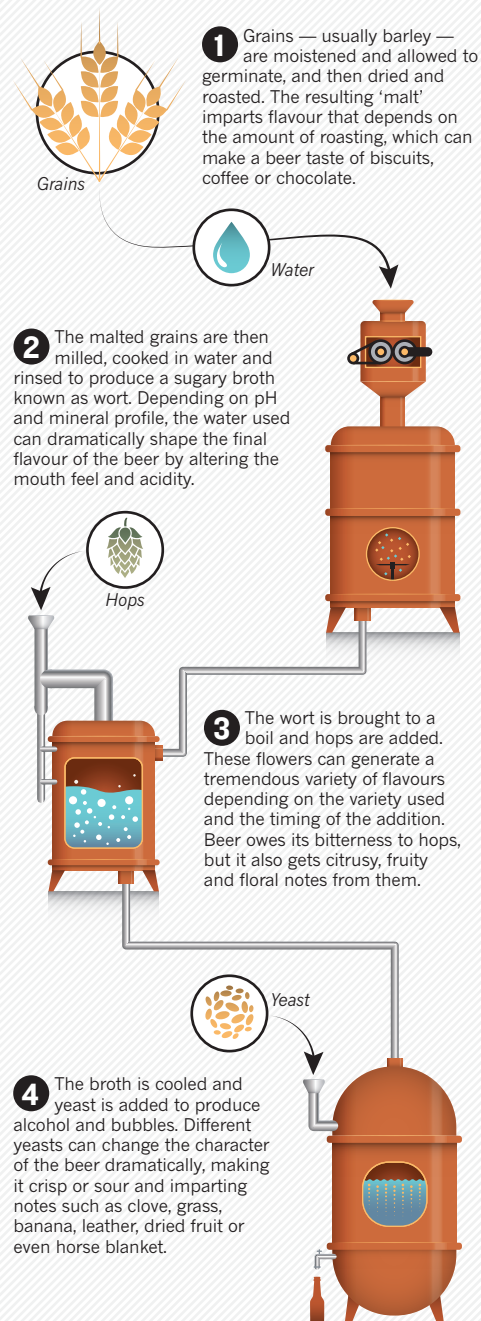 1 Grains — usually barley —
are moistened and allowed to
germinate, and then dried and
roasted. The resulting ‘malt’
imparts flavour that depends on
the amount of roasting, which can
make a beer taste of biscuits,
coffee or chocolate.
Grains
Water
2 The malted grains are then
milled, cooked in water and
rinsed to produce a sugary broth
known as wort. Depending on pH
and mineral profile, the water used
can dramatically shape the final
flavour of the beer by altering the
mouth feel and acidity.
Hops
3 The wort is brought to a
boil and hops are added.
These flowers can generate a
tremendous variety of flavours
depending on the variety used
and the timing of the addition.
Beer owes its bitterness to hops,
but it also gets citrusy, fruity
and floral notes from them.
Yeast
4 The broth is cooled and
yeast is added to produce
alcohol and bubbles. Different
yeasts can change the character
of the beer dramatically, making
it crisp or sour and imparting
notes such as clove, grass,
banana, leather, dried fruit or
even horse blanket.